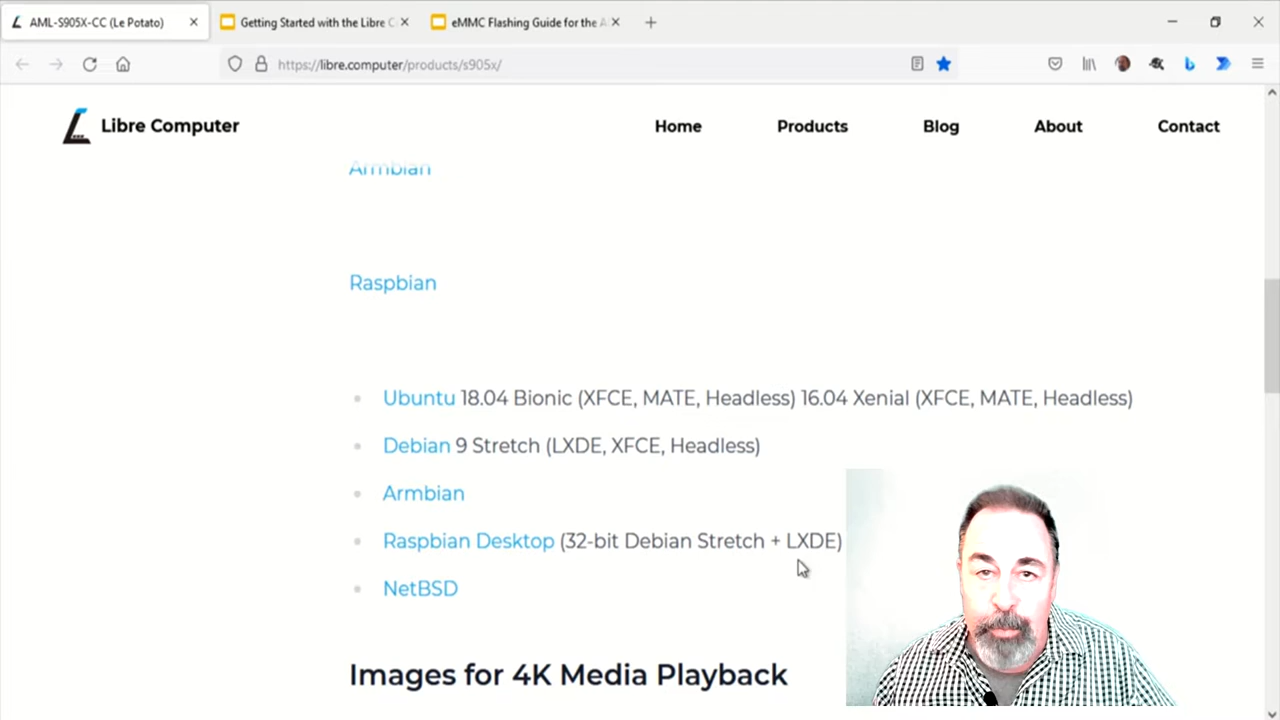 AML-S905X-CC (Le Potato)
Getting Started with the Libre C
eMMC Flashing Guide for the A
https://libre.computer/products/s905x/
Libre Computer
Home
Products
Blog
About
Contact
Armbian
Raspbian
Ubuntu 18.04 Bionic (XFCE, MATE, Headless) 16.04 Xenial (XFCE, MATE, Headless)
Debian 9 Stretch (LXDE, XFCE, Headless)
Armbian
Raspbian Desktop (32-bit Debian Stretch + LXDE)
NetBSD
Images for 4K Media Playback